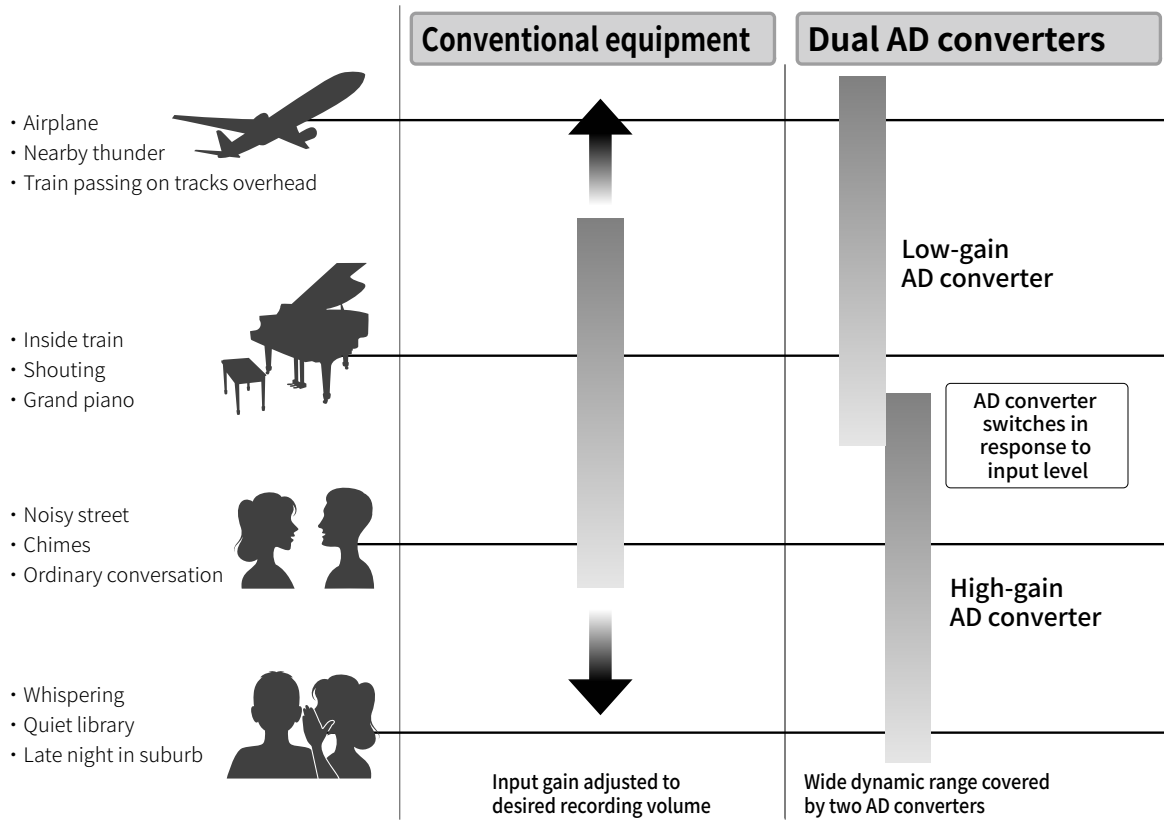 Conventional equipment
Dual AD converters
・Airplane
・Nearby thunder
・Train passing on tracks overhead
Low-gain
AD converter
・Inside train
・Shouting
・Grand piano
AD converter
switches in
response to
input level
・Noisy street
・Chimes
・Ordinary conversation
High-gain
AD converter
・Whispering
・Quiet library
・Late night in suburb
Input gain adjusted to
desired recording volume
Wide dynamic range covered
by two AD converters